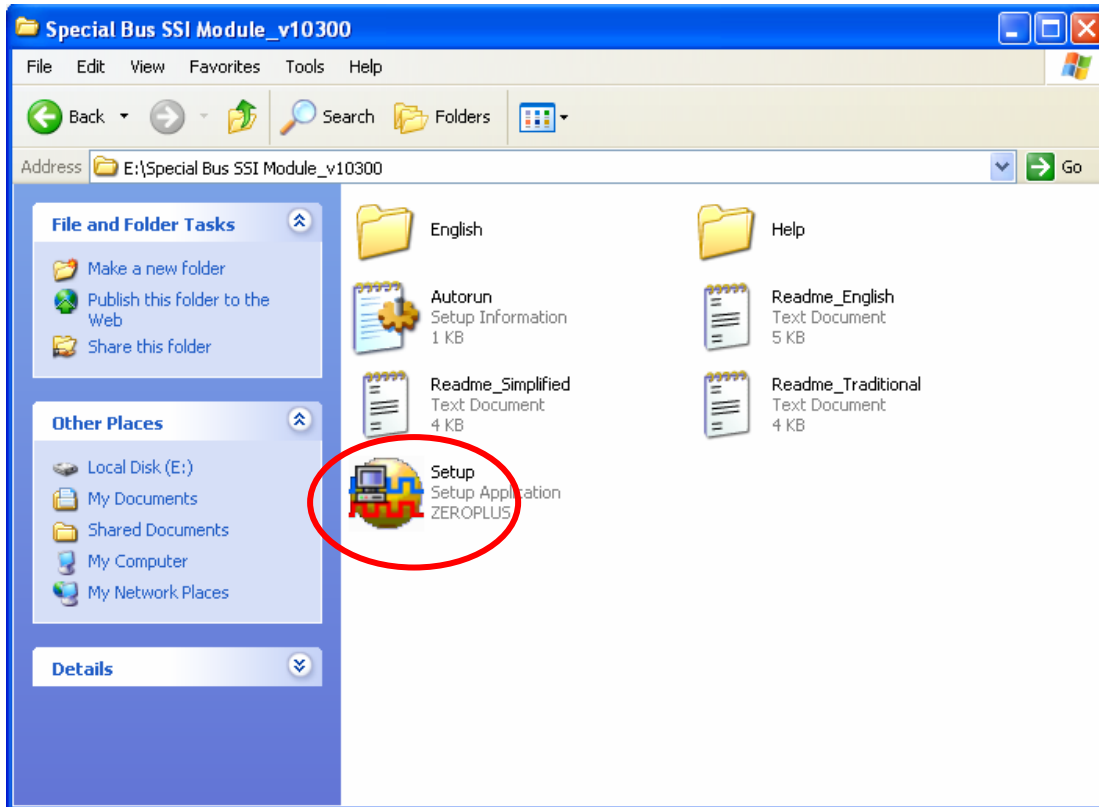 Special Bus SSI Module_v10300
File Edit View Favorites Tools Help
Back Search Folders
Address E:\Special Bus SSI Module_v10300 Go
File and Folder Tasks
Make a new folder
Publish this folder to the
Web
Share this folder
Other Places
Local Disk (E:)
My Documents
Shared Documents
My Computer
My Network Places
Details
English
Help
Autorun
Setup Information
1 KB
Readme_English
Text Document
5 KB
Readme_Simplified
Text Document
4 KB
Readme_Traditional
Text Document
4 KB
Setup
Setup Application
ZEROPLUS